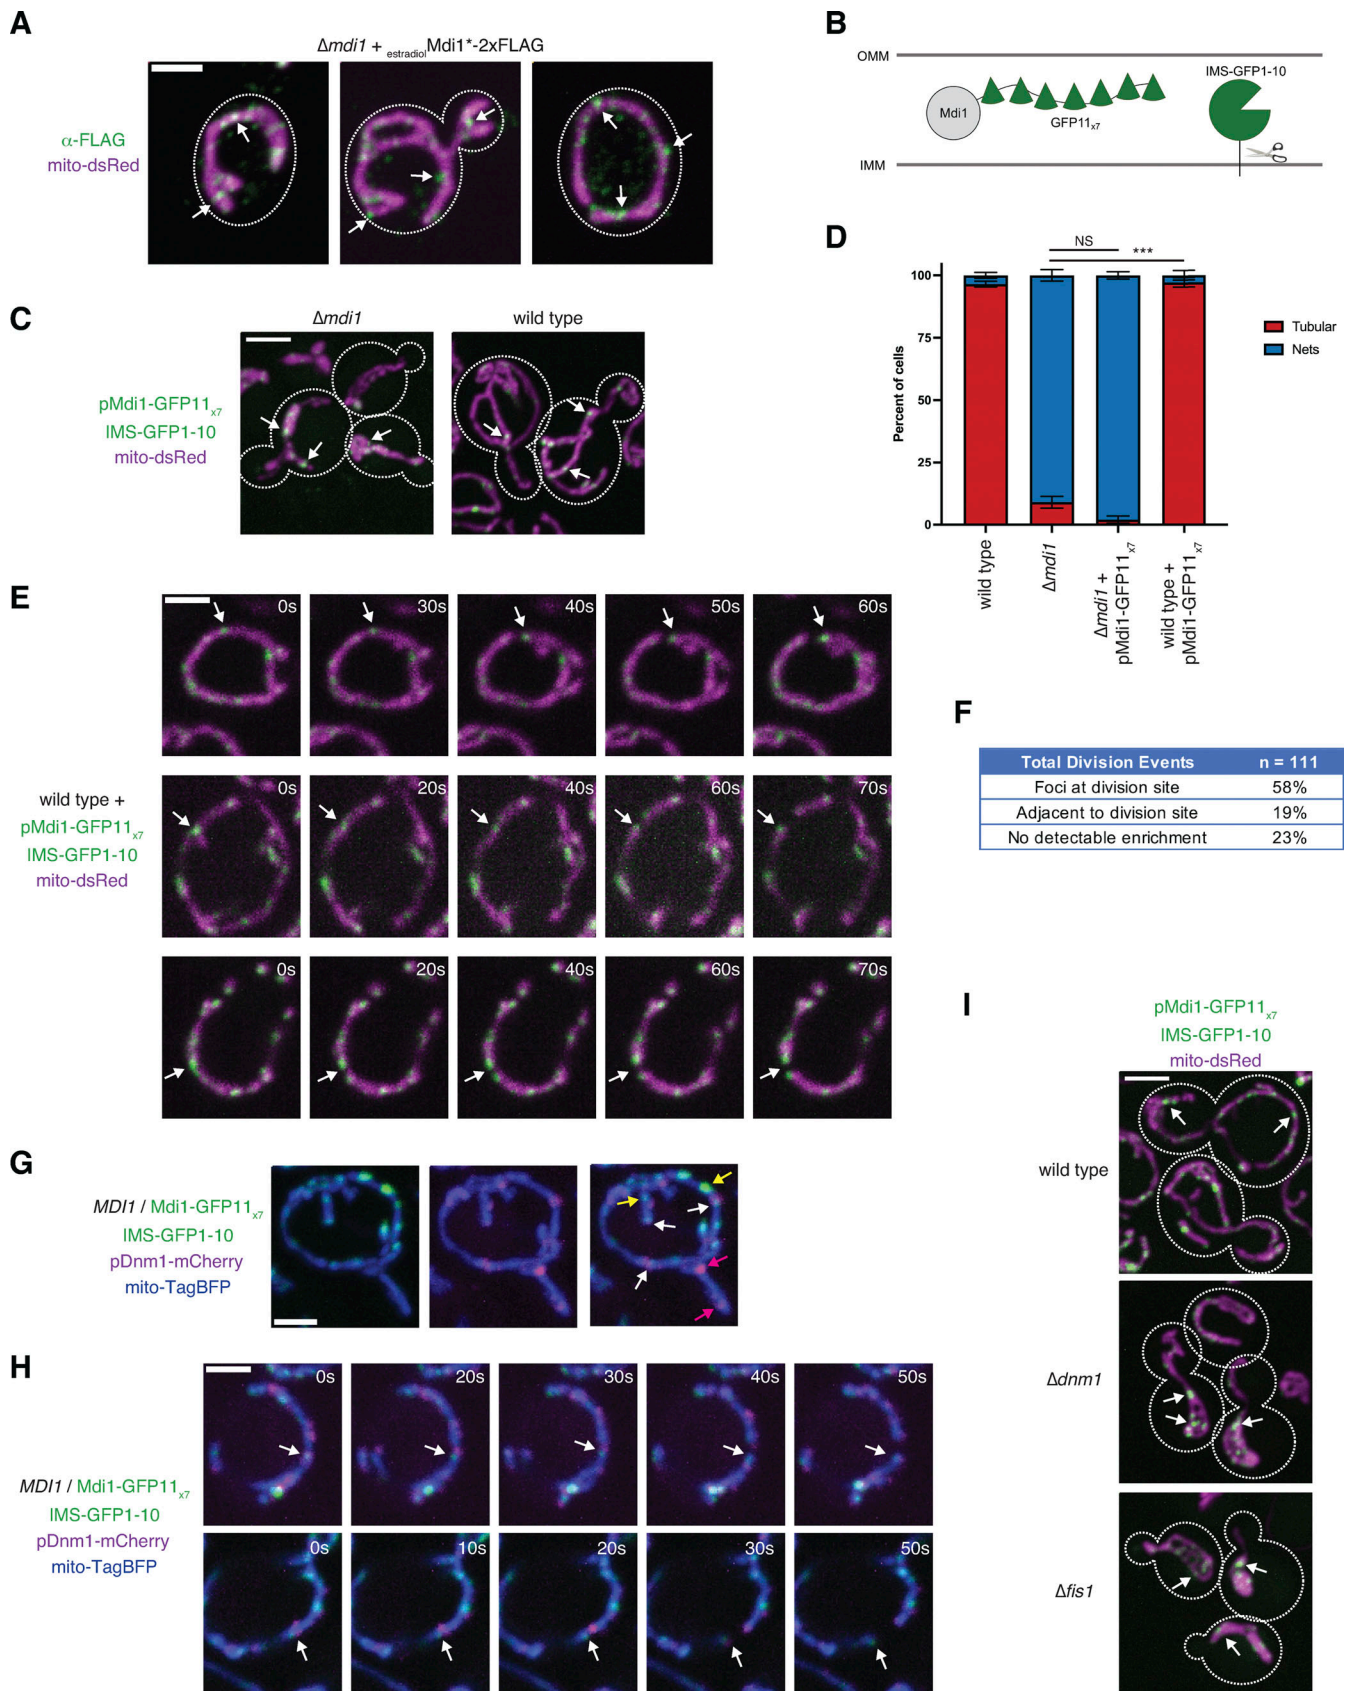 A
Δmdi1 + estradiolMdi1*-2xFLAG
α-FLAG
mito-dsRed
B
OMM
IMS-GFP1-10
Mdi1
GFP11x7
IMM
C
Δmdi1
wild type
pMdi1-GFP11x7
IMS-GFP1-10
mito-dsRed
D
NS
***
100
75
50
25
0
Percent of cells
Tubular
Nets
wild type
Δmdi1
Δmdi1 +
pMdi1-GFP11x7
wild type +
pMdi1-GFP11x7
E
0s
30s
40s
50s
60s
wild type +
pMdi1-GFP11x7
IMS-GFP1-10
mito-dsRed
0s
20s
40s
60s
70s
0s
20s
40s
60s
70s
F
Total Division Events n = 111
Foci at division site 58%
Adjacent to division site 19%
No detectable enrichment 23%
G
MDI1 / Mdi1-GFP11x7
IMS-GFP1-10
pDnm1-mCherry
mito-TagBFP
H
0s
20s
30s
40s
50s
MDI1 / Mdi1-GFP11x7
IMS-GFP1-10
pDnm1-mCherry
mito-TagBFP
0s
10s
20s
30s
50s
I
pMdi1-GFP11x7
IMS-GFP1-10
mito-dsRed
wild type
Δdnm1
Δfis1